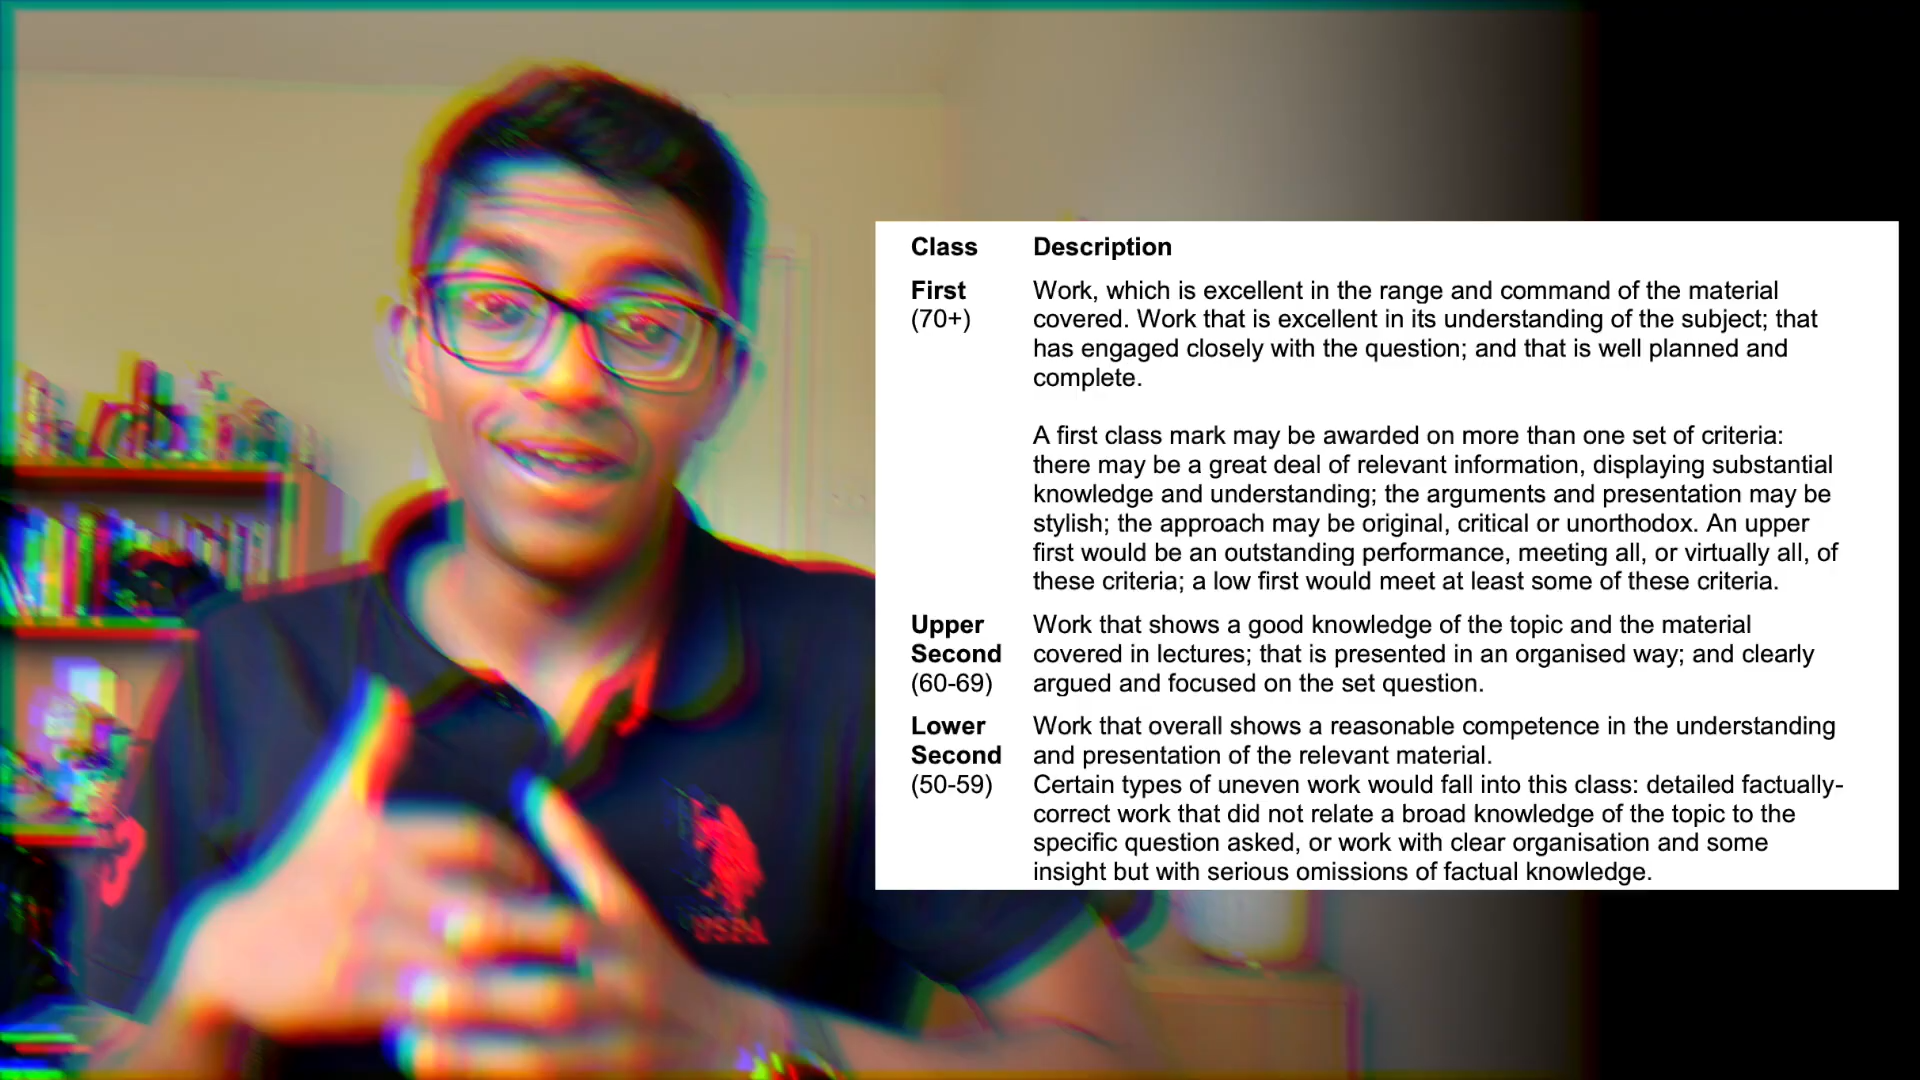 Class Description
First Work, which is excellent in the range and command of the material
(70+) covered. Work that is excellent in its understanding of the subject; that
has engaged closely with the question; and that is well planned and
complete.
A first class mark may be awarded on more than one set of criteria:
there may be a great deal of relevant information, displaying substantial
knowledge and understanding; the arguments and presentation may be
stylish; the approach may be original, critical or unorthodox. An upper
first would be an outstanding performance, meeting all, or virtually all, of
these criteria; a low first would meet at least some of these criteria.
Upper Work that shows a good knowledge of the topic and the material
Second covered in lectures; that is presented in an organised way; and clearly
(60-69) argued and focused on the set question.
Lower Work that overall shows a reasonable competence in the understanding
Second and presentation of the relevant material.
(50-59) Certain types of uneven work would fall into this class: detailed factually-
correct work that did not relate a broad knowledge of the topic to the
specific question asked, or work with clear organisation and some
insight but with serious omissions of factual knowledge.
3
USPA